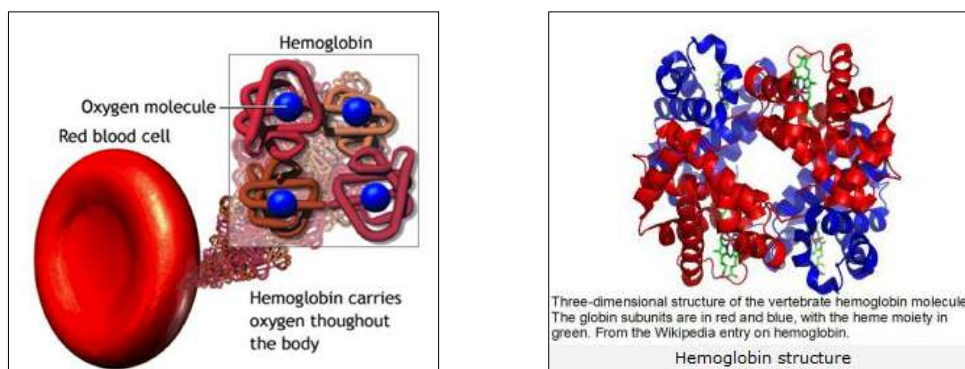 Hemoglobin
Oxygen molecule
Red blood cell
Hemoglobin carries
oxygen thoughout
the body
Three-dimensional structure of the vertebrate hemoglobin molecule
The globin subunits are in red and blue, with the heme moiety in
green. From the Wikipedia entry on hemoglobin.
Hemoglobin structure